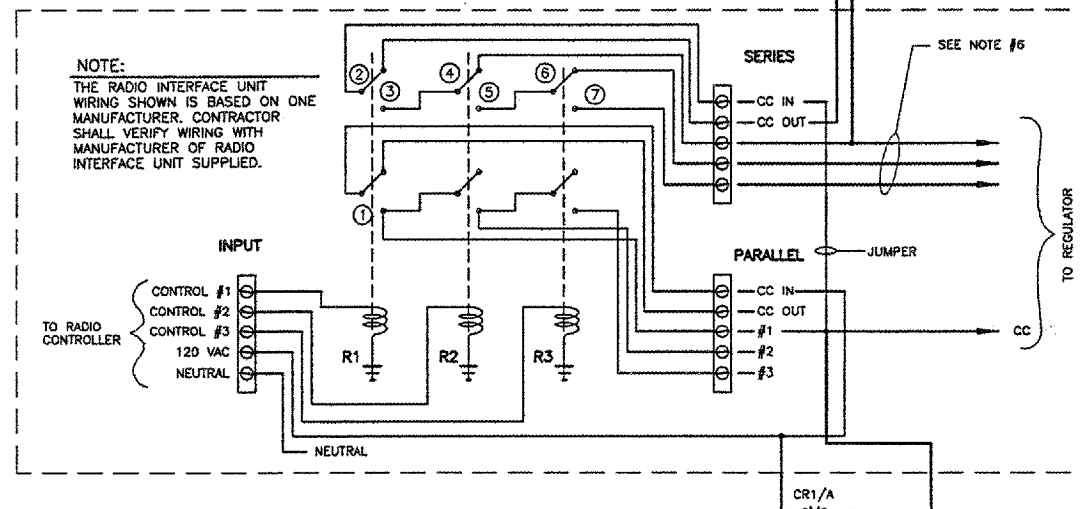 NOTE:
THE RADIO INTERFACE UNIT
WIRING SHOWN IS BASED ON ONE
MANUFACTURER. CONTRACTOR
SHALL VERIFY WIRING WITH
MANUFACTURER OF RADIO
INTERFACE UNIT SUPPLIED.
2
3
4
5
6
7
1
SERIES
CC IN
CC OUT
SEE NOTE #6
TO REGULATOR
JUMPER
PARALLEL
CC IN
CC OUT
#1
#2
#3
CC
INPUT
TO RADIO
CONTROLLER
CONTROL #1
CONTROL #2
CONTROL #3
120 VAC
NEUTRAL
R1
R2
R3
NEUTRAL
CR1/A